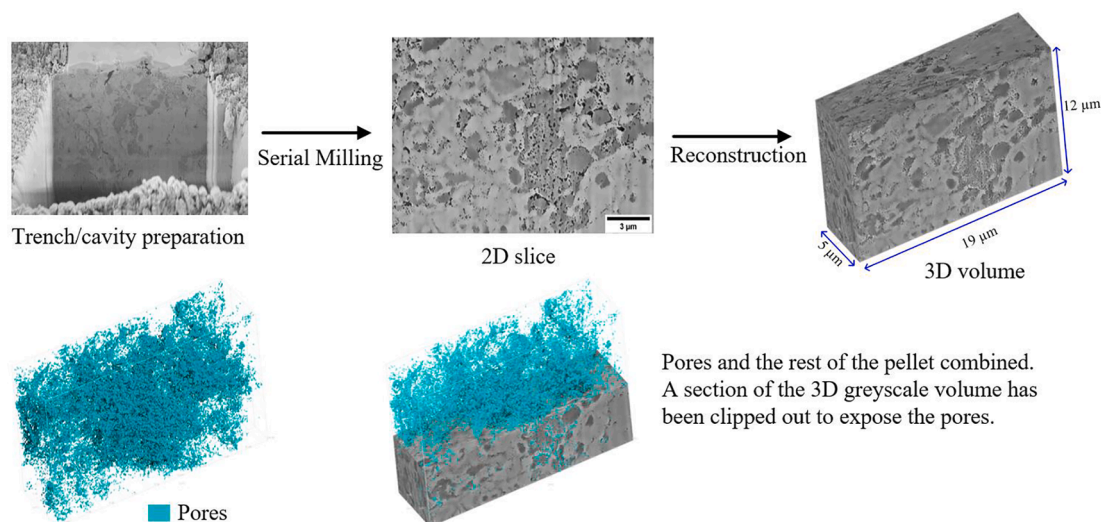 Trench/cavity preparation
Serial Milling
3 µm
2D slice
Reconstruction
12 µm
19 µm
5 µm
3D volume
Pores
Pores and the rest of the pellet combined.
A section of the 3D greyscale volume has
been clipped out to expose the pores.